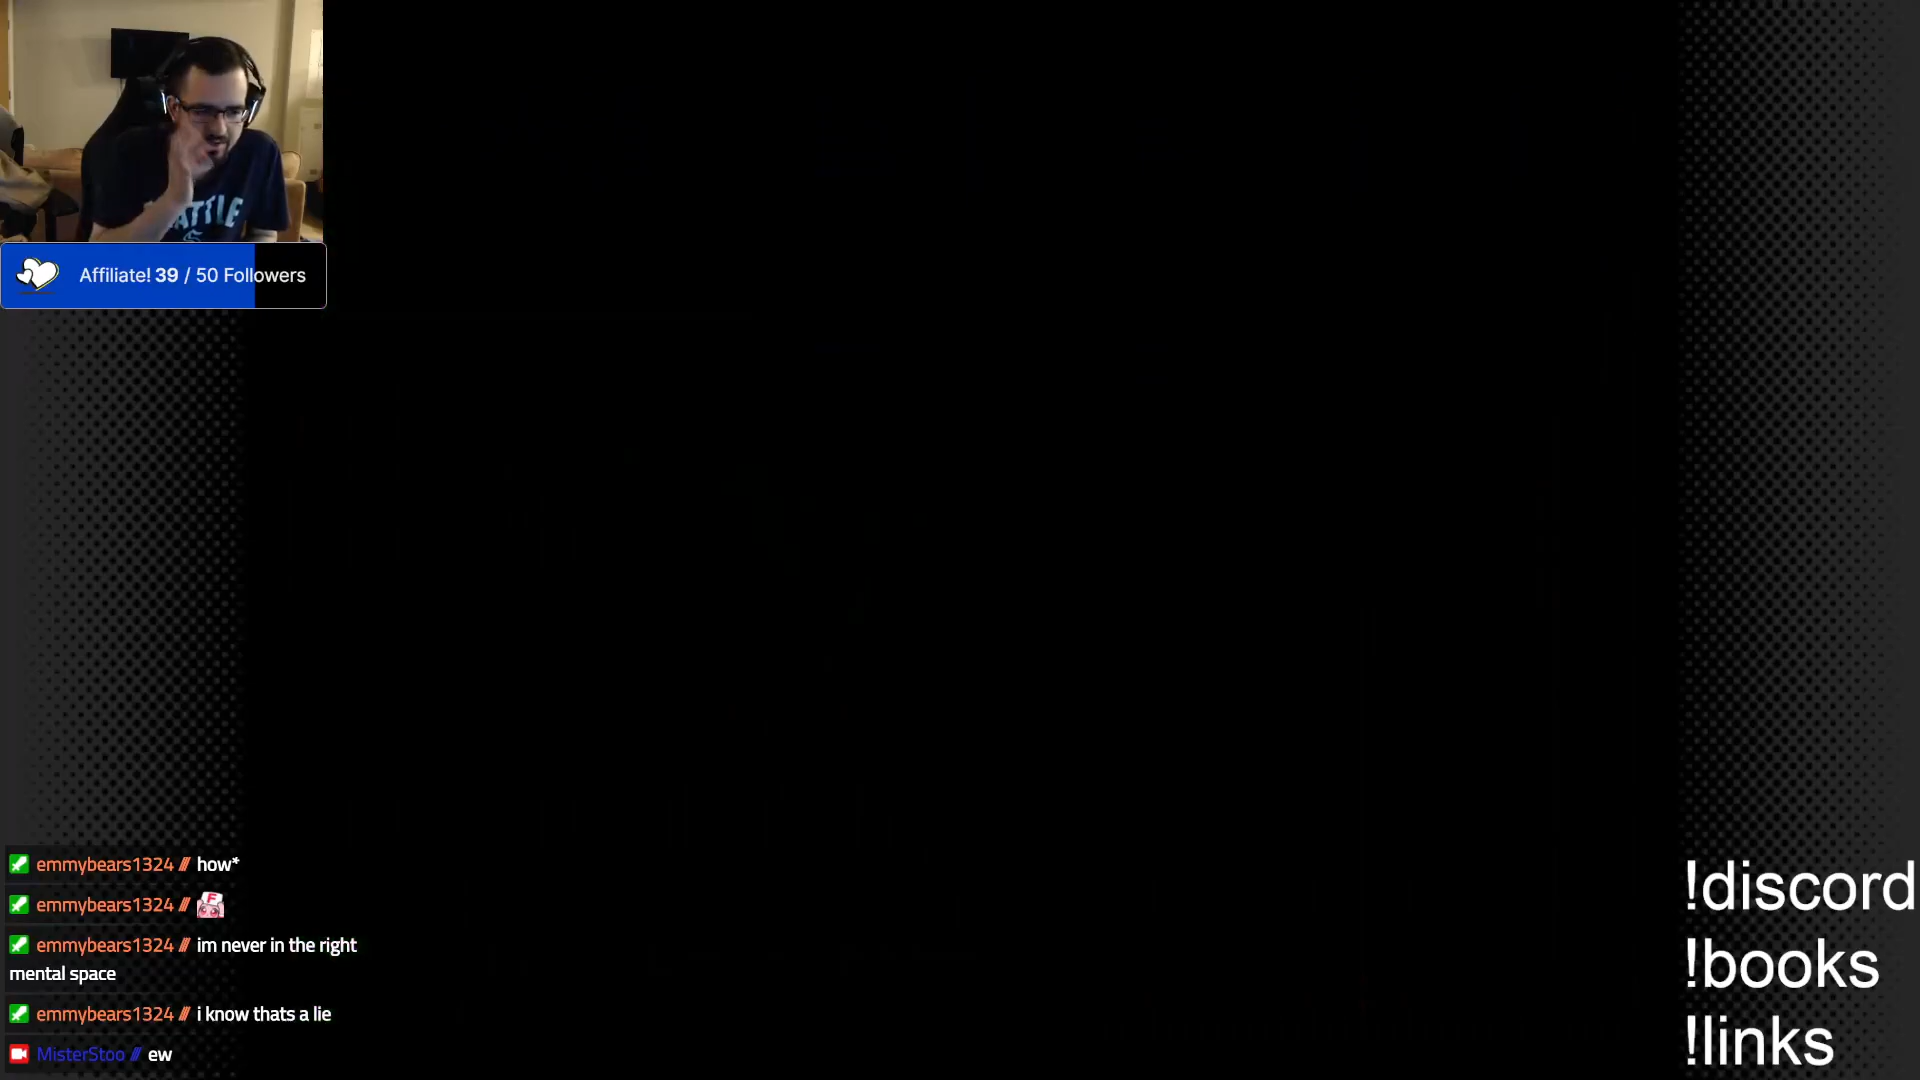 Affiliate! 39 / 50 Followers
emmybears1324 /// how*
emmybears1324 /// F
emmybears1324 /// im never in the right
mental space
emmybears1324 /// i know thats a lie
MisterStoo /// ew
!discord
!books
!links